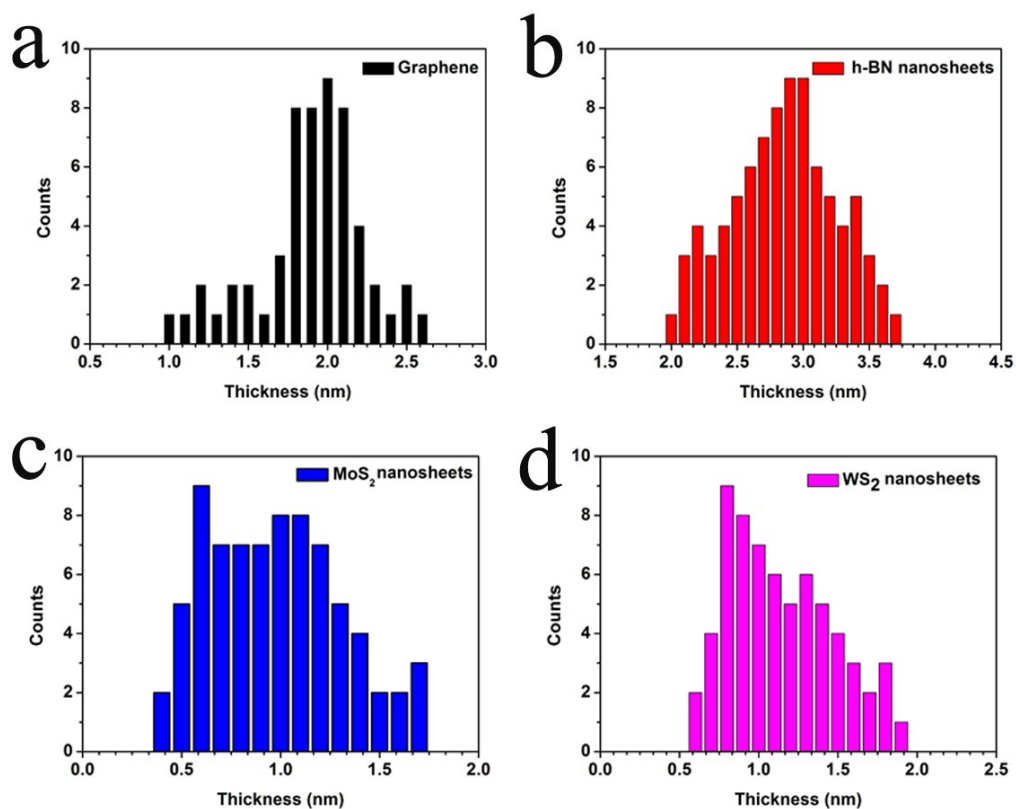 a
10
8
6
4
2
0
Counts
Graphene
0.5 1.0 1.5 2.0 2.5 3.0
Thickness (nm)
b
10
8
6
4
2
0
Counts
h-BN nanosheets
1.5 2.0 2.5 3.0 3.5 4.0 4.5
Thickness (nm)
c
10
8
6
4
2
0
Counts
MoS₂ nanosheets
0.0 0.5 1.0 1.5 2.0
Thickness (nm)
d
10
8
6
4
2
0
Counts
WS₂ nanosheets
0.0 0.5 1.0 1.5 2.0 2.5
Thickness (nm)